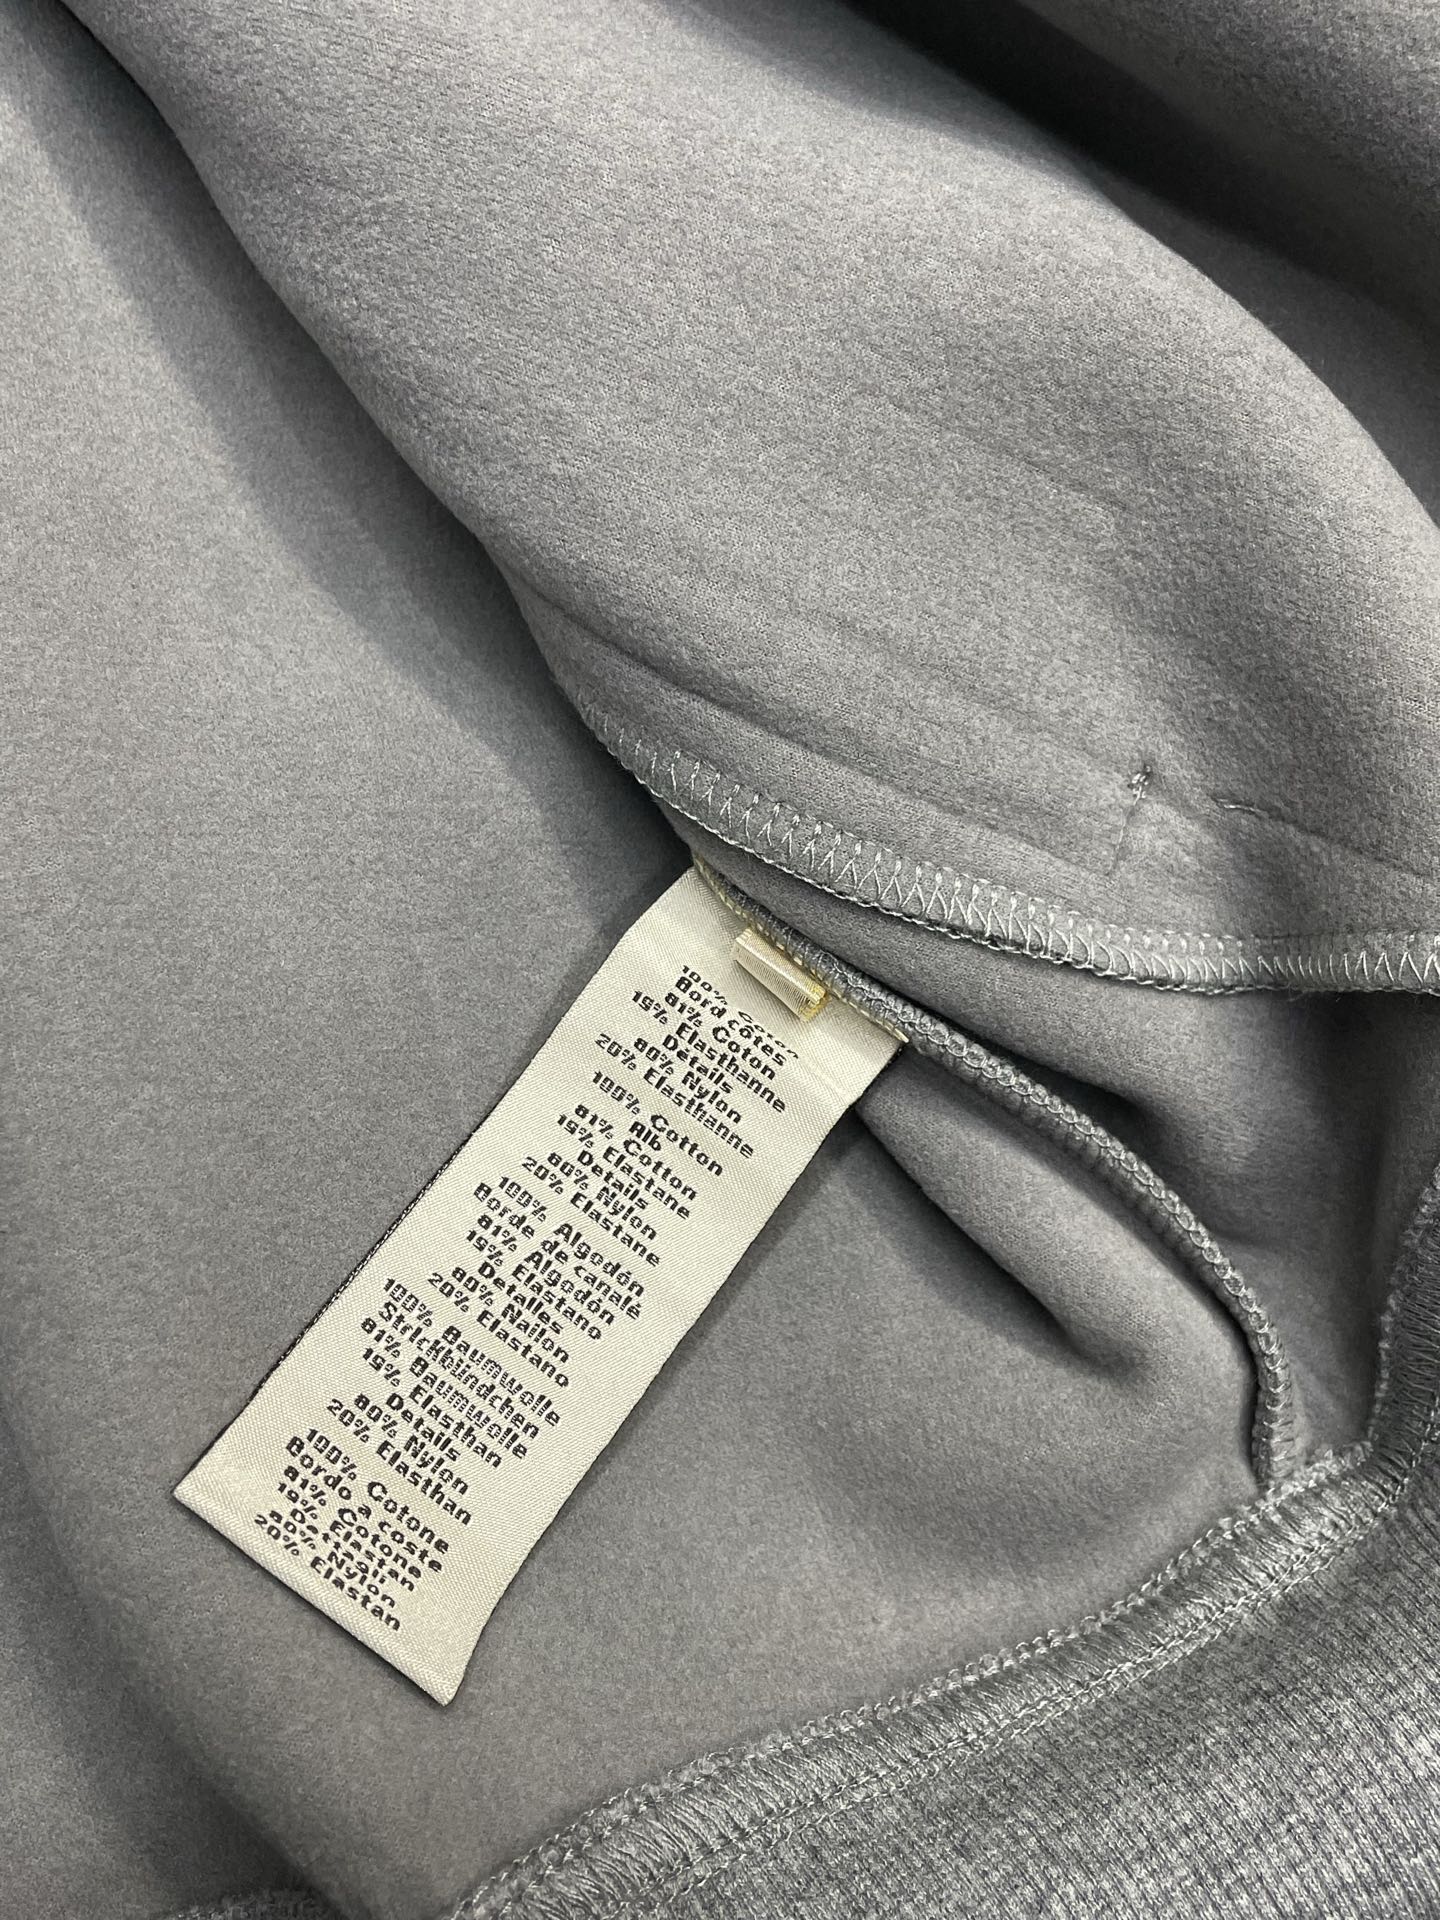 100% Coton
Bord côtes
81% Coton
19% Elasthanne
Détails
80% Nylon
20% Elasthanne
100% Cotton
Rib
81% Cotton
19% Elastane
Details
80% Nylon
20% Elastane
100% Algodón
Borde de canalé
81% Algodón
19% Elastano
Detalles
80% Nailon
20% Elastano
100% Baumwolle
Strickbündchen
81% Baumwolle
19% Elasthan
Details
80% Nylon
20% Elasthan
100% Cotone
Bordo a coste
81% Cotone
19% Elastan
Dettagli
80% Nylon
20% Elastan